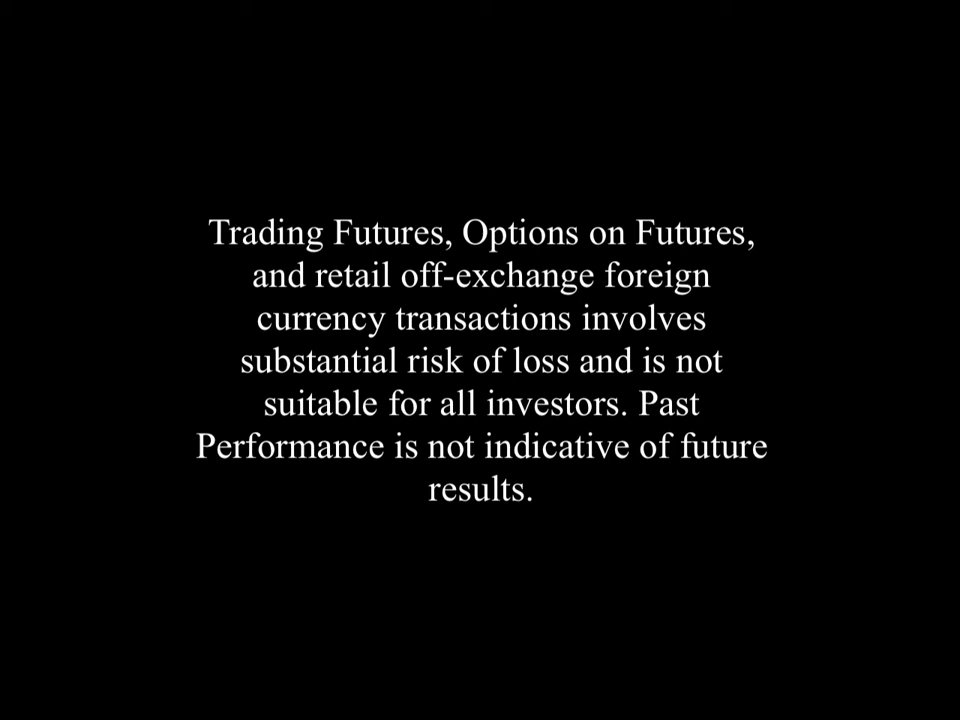 Trading Futures, Options on Futures,
and retail off-exchange foreign
currency transactions involves
substantial risk of loss and is not
suitable for all investors. Past
Performance is not indicative of future
results.